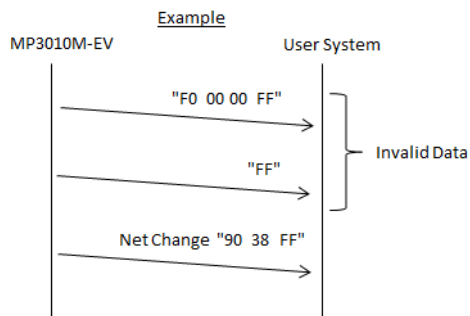 Example
MP3010M-EV
User System
"F0 00 00 FF"
Invalid Data
"FF"
Net Change "90 38 FF"